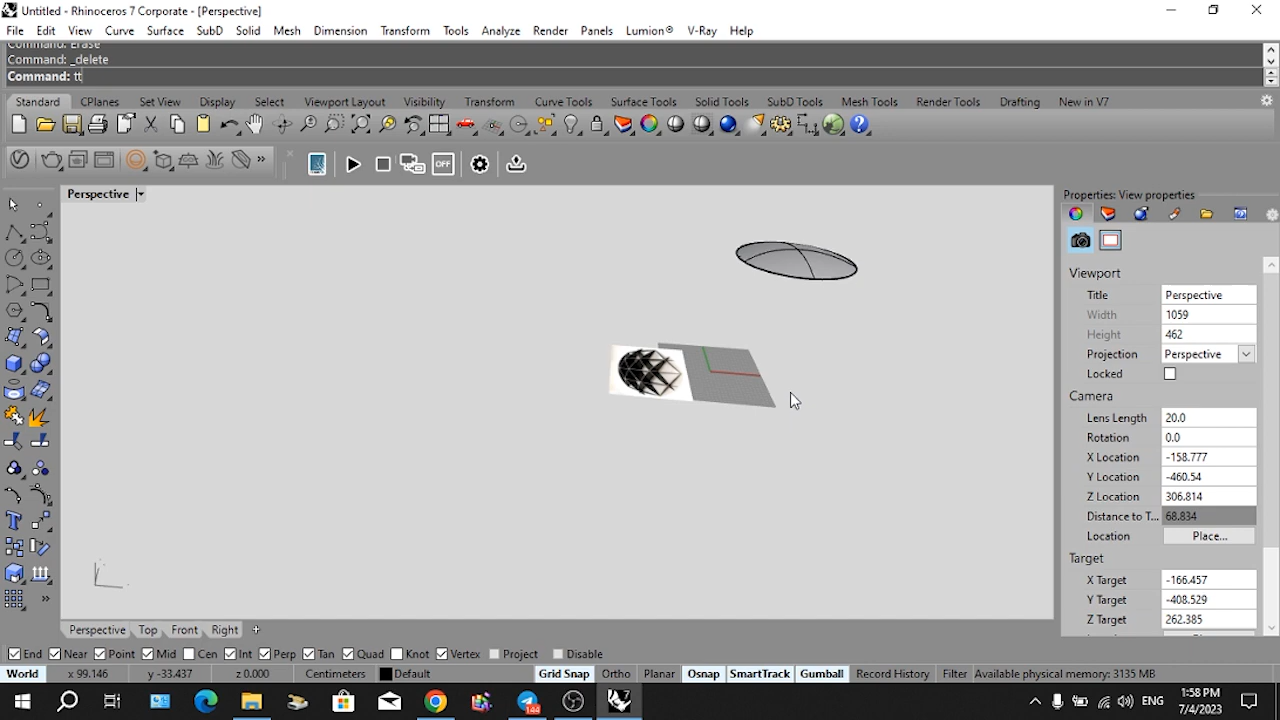 Untitled - Rhinoceros 7 Corporate - [Perspective]
File Edit View Curve Surface SubD Solid Mesh Dimension Transform Tools Analyze Render Panels Lumion® V-Ray Help
Command: Erase
Command: _delete
Command: tt
Standard CPlanes Set View Display Select Viewport Layout Visibility Transform Curve Tools Surface Tools Solid Tools SubD Tools Mesh Tools Render Tools Drafting New in V7
OFF
Perspective
Properties: View properties
Viewport
Title Perspective
Width 1059
Height 462
Projection Perspective
Locked
Camera
Lens Length 20.0
Rotation 0.0
X Location -158.777
Y Location -460.54
Z Location 306.814
Distance to T... 68.834
Location Place...
Target
X Target -166.457
Y Target -408.529
Z Target 262.385
Perspective Top Front Right
End Near Point Mid Cen Int Perp Tan Quad Knot Vertex Project Disable
World x 99.146 y -33.437 z 0.000 Centimeters Default Grid Snap Ortho Planar Osnap SmartTrack Gumball Record History Filter Available physical memory: 3135 MB
144
ENG
1:58 PM
7/4/2023